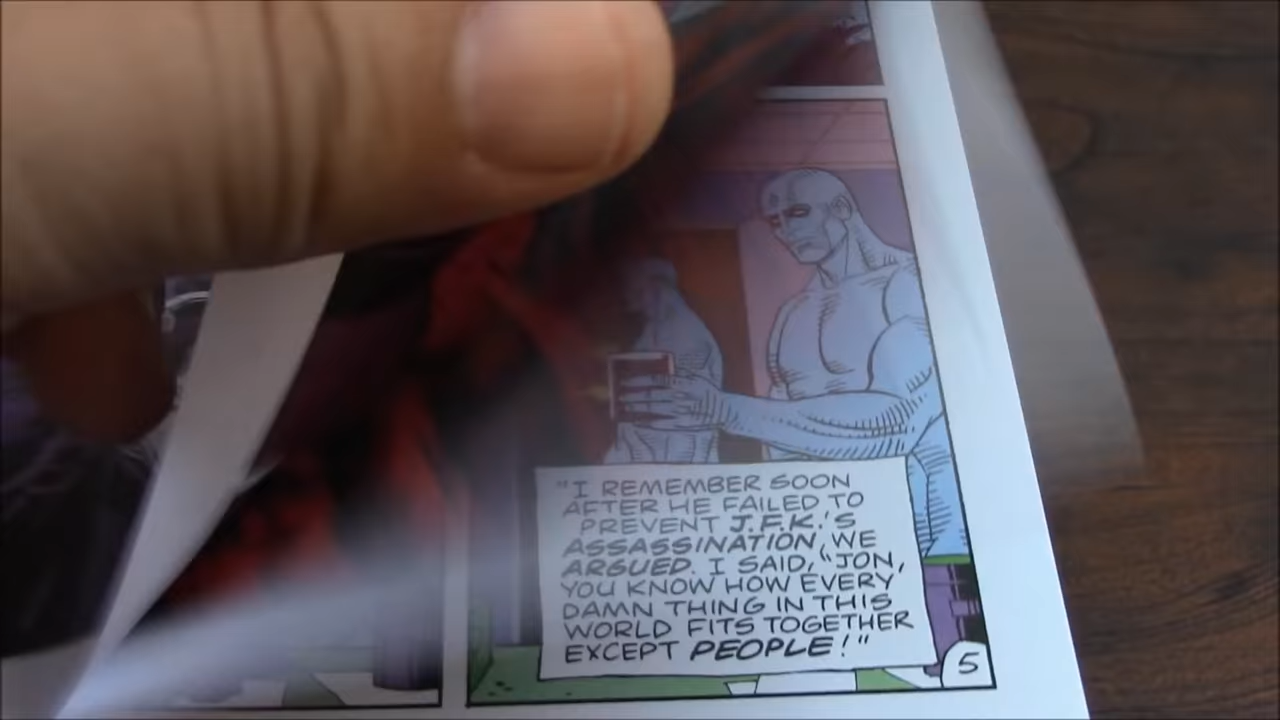 "I REMEMBER SOON
AFTER HE FAILED TO
PREVENT J.F.K.'S
ASSASSINATION, WE
ARGUED. I SAID, "JON,
YOU KNOW HOW EVERY
DAMN THING IN THIS
WORLD FITS TOGETHER
EXCEPT PEOPLE!"
5